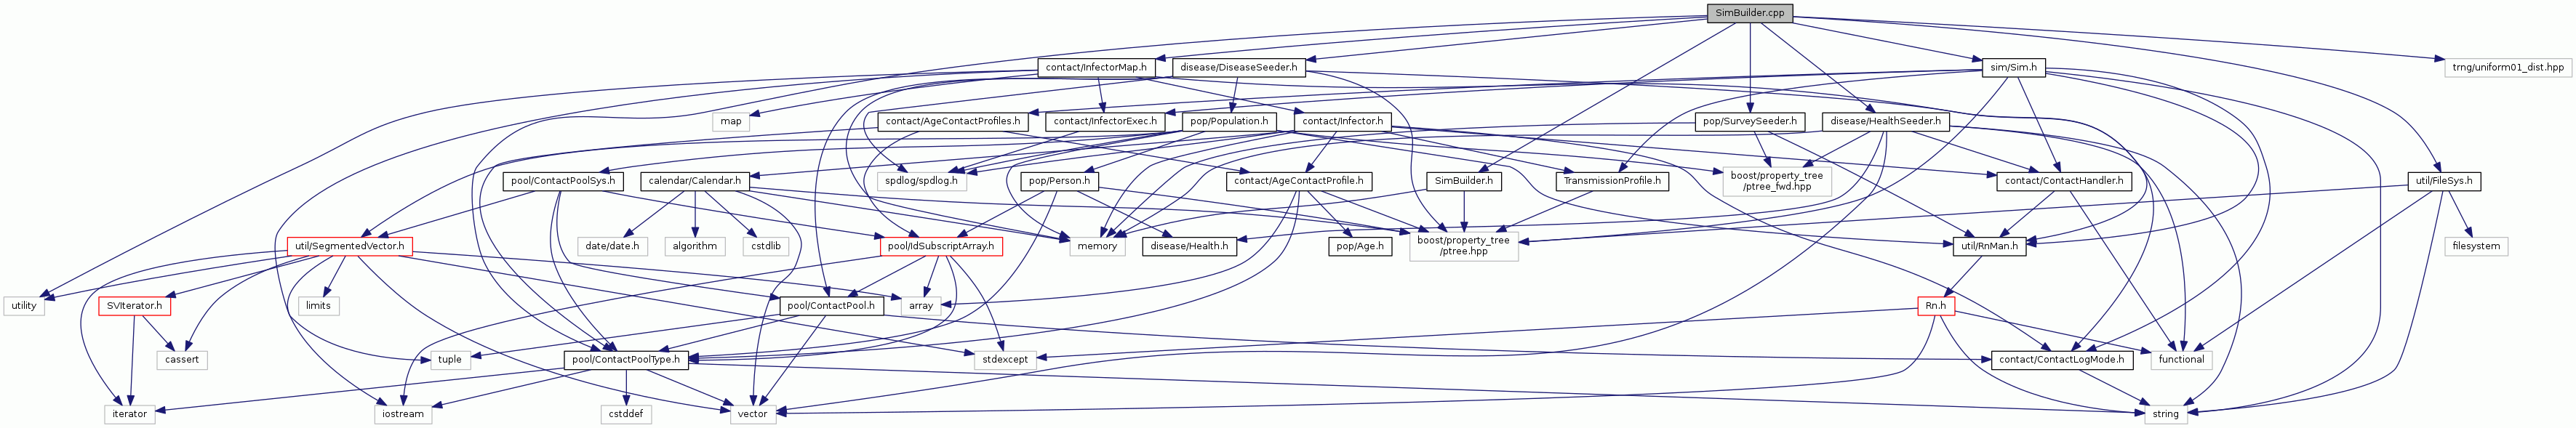 SimBuilder.cpp
contact/InfectorMap.h
disease/DiseaseSeeder.h
sim/Sim.h
trng/uniform01_dist.hpp
map
contact/AgeContactProfiles.h
contact/InfectorExec.h
pop/Population.h
contact/Infector.h
pop/SurveySeeder.h
disease/HealthSeeder.h
pool/ContactPoolSys.h
calendar/Calendar.h
spdlog/spdlog.h
pop/Person.h
contact/AgeContactProfile.h
SimBuilder.h
TransmissionProfile.h
boost/property_tree
/ptree_fwd.hpp
contact/ContactHandler.h
util/FileSys.h
util/SegmentedVector.h
date/date.h
algorithm
cstdlib
pool/IdSubscriptArray.h
memory
disease/Health.h
pop/Age.h
boost/property_tree
/ptree.hpp
util/RnMan.h
filesystem
utility
SVIterator.h
limits
pool/ContactPool.h
array
Rn.h
cassert
tuple
pool/ContactPoolType.h
stdexcept
contact/ContactLogMode.h
functional
iterator
iostream
cstddef
vector
string